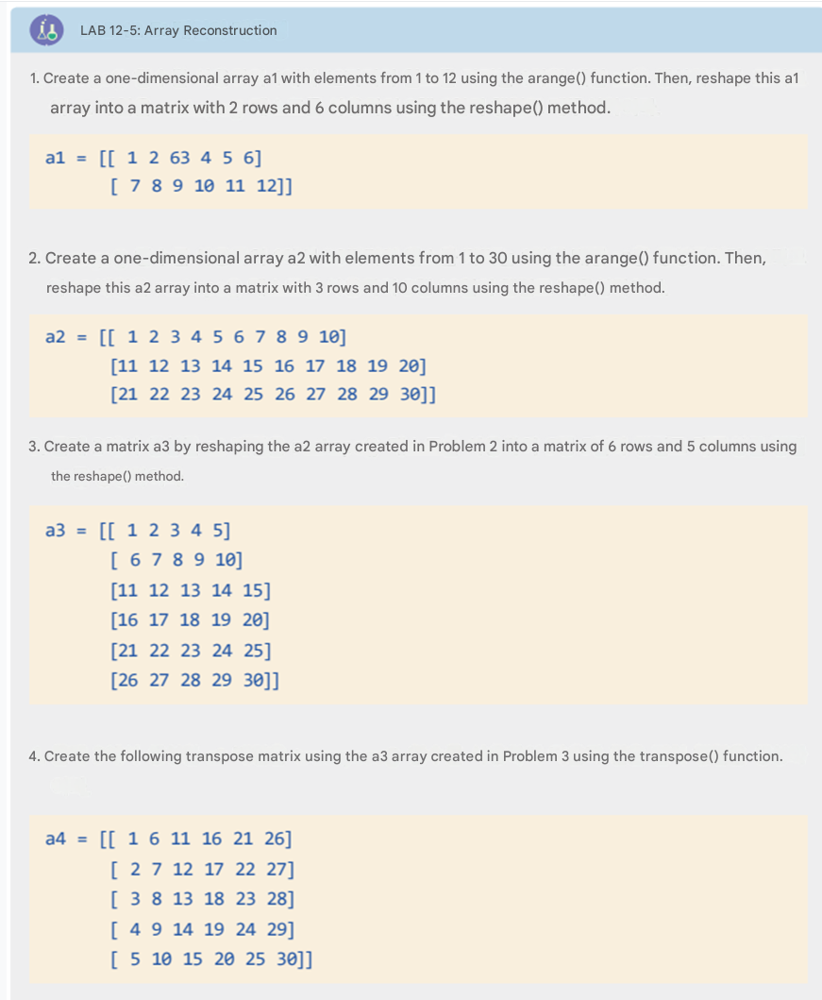 LAB 12-5: Array Reconstruction
1. Create a one-dimensional array a1 with elements from 1 to 12 using the arange() function. Then, reshape this a1
array into a matrix with 2 rows and 6 columns using the reshape() method.
a1 = [[ 1 2 63 4 5 6]
[ 7 8 9 10 11 12]]
2. Create a one-dimensional array a2 with elements from 1 to 30 using the arange() function. Then,
reshape this a2 array into a matrix with 3 rows and 10 columns using the reshape() method.
a2 = [[ 1 2 3 4 5 6 7 8 9 10]
[11 12 13 14 15 16 17 18 19 20]
[21 22 23 24 25 26 27 28 29 30]]
3. Create a matrix a3 by reshaping the a2 array created in Problem 2 into a matrix of 6 rows and 5 columns using
the reshape() method.
a3 = [[ 1 2 3 4 5]
[ 6 7 8 9 10]
[11 12 13 14 15]
[16 17 18 19 20]
[21 22 23 24 25]
[26 27 28 29 30]]
4. Create the following transpose matrix using the a3 array created in Problem 3 using the transpose() function.
a4 = [[ 1 6 11 16 21 26]
[ 2 7 12 17 22 27]
[ 3 8 13 18 23 28]
[ 4 9 14 19 24 29]
[ 5 10 15 20 25 30]]